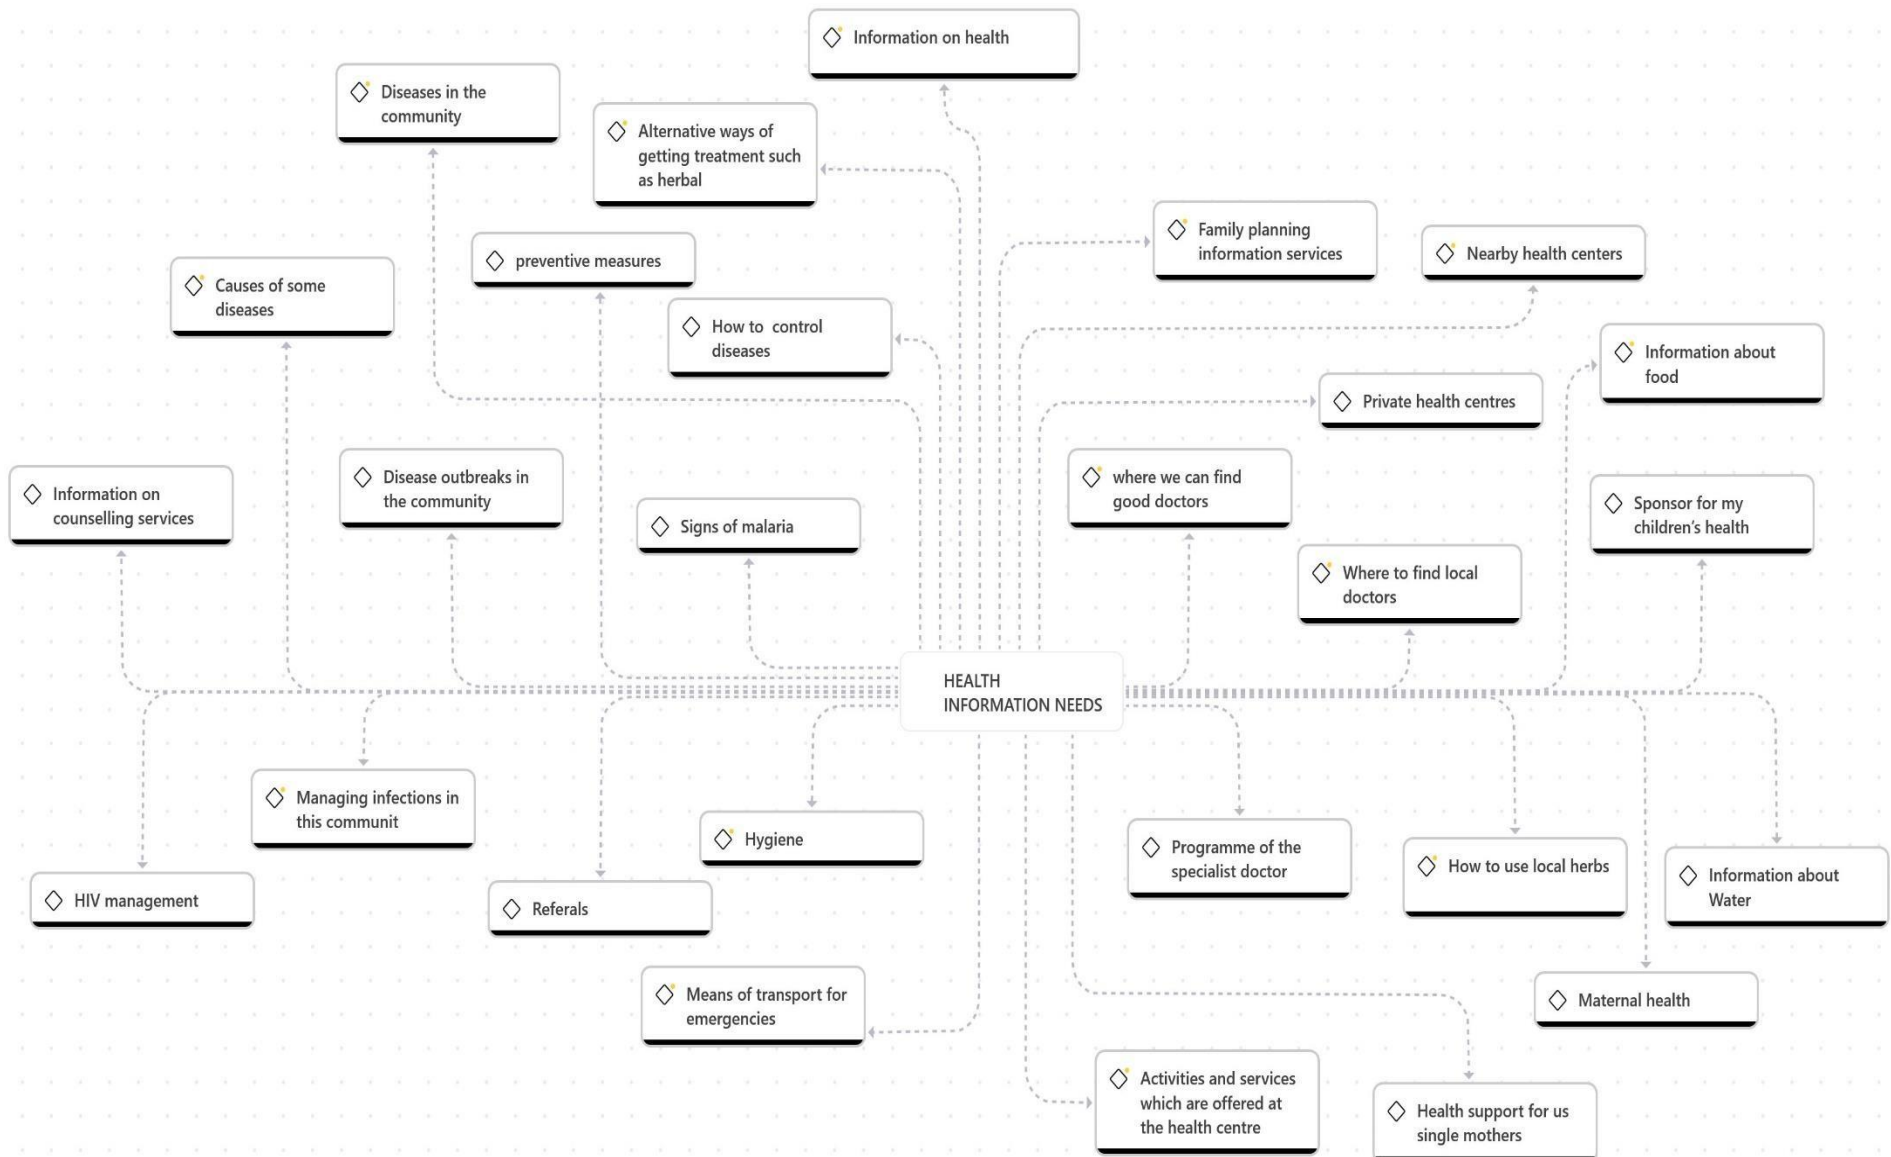 Information on health
Diseases in the
community
Alternative ways of
getting treatment such
as herbal
Family planning
information services
Nearby health centers
preventive measures
Causes of some
diseases
How to control
diseases
Information about
food
Private health centres
Information on
counselling services
Disease outbreaks in
the community
Signs of malaria
where we can find
good doctors
Sponsor for my
children's health
Where to find local
doctors
HEALTH
INFORMATION NEEDS
Managing infections in
this communit
Hygiene
Programme of the
specialist doctor
How to use local herbs
Information about
Water
HIV management
Referals
Means of transport for
emergencies
Maternal health
Activities and services
which are offered at
the health centre
Health support for us
single mothers